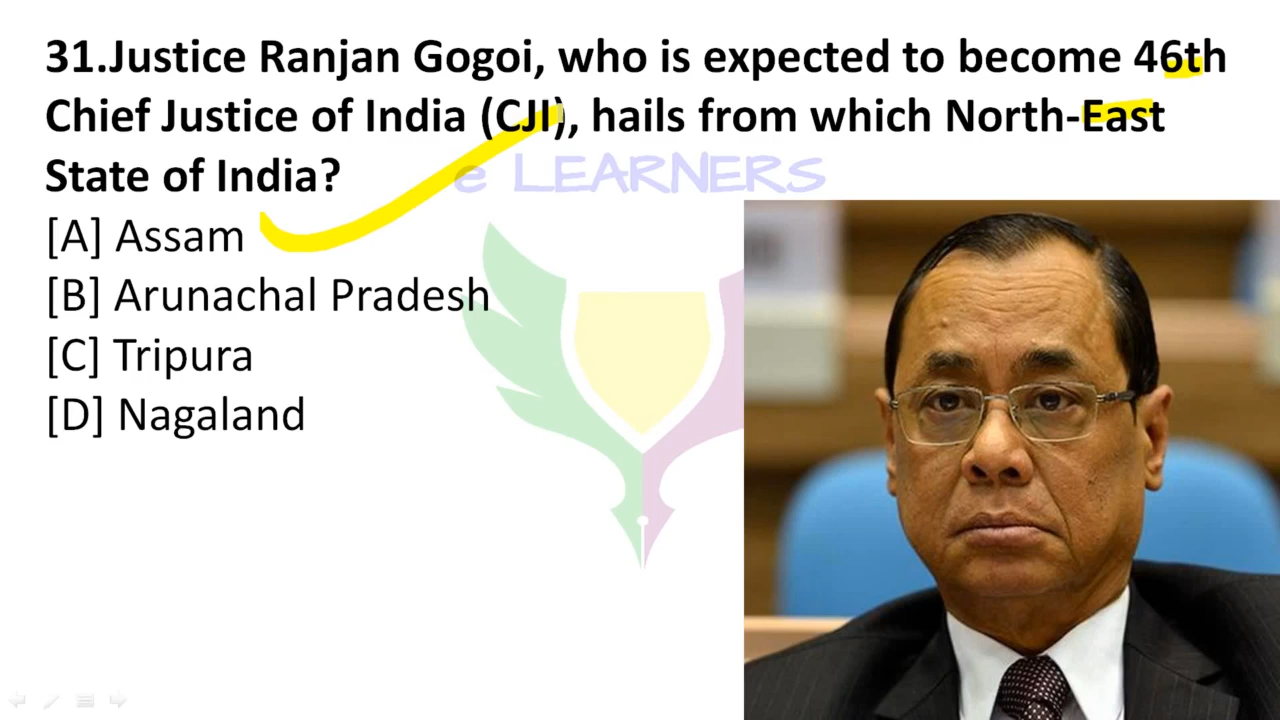 31.Justice Ranjan Gogoi, who is expected to become 46th
Chief Justice of India (CJI), hails from which North-East
State of India?
e LEARNERS
[A] Assam
[B] Arunachal Pradesh
[C] Tripura
[D] Nagaland